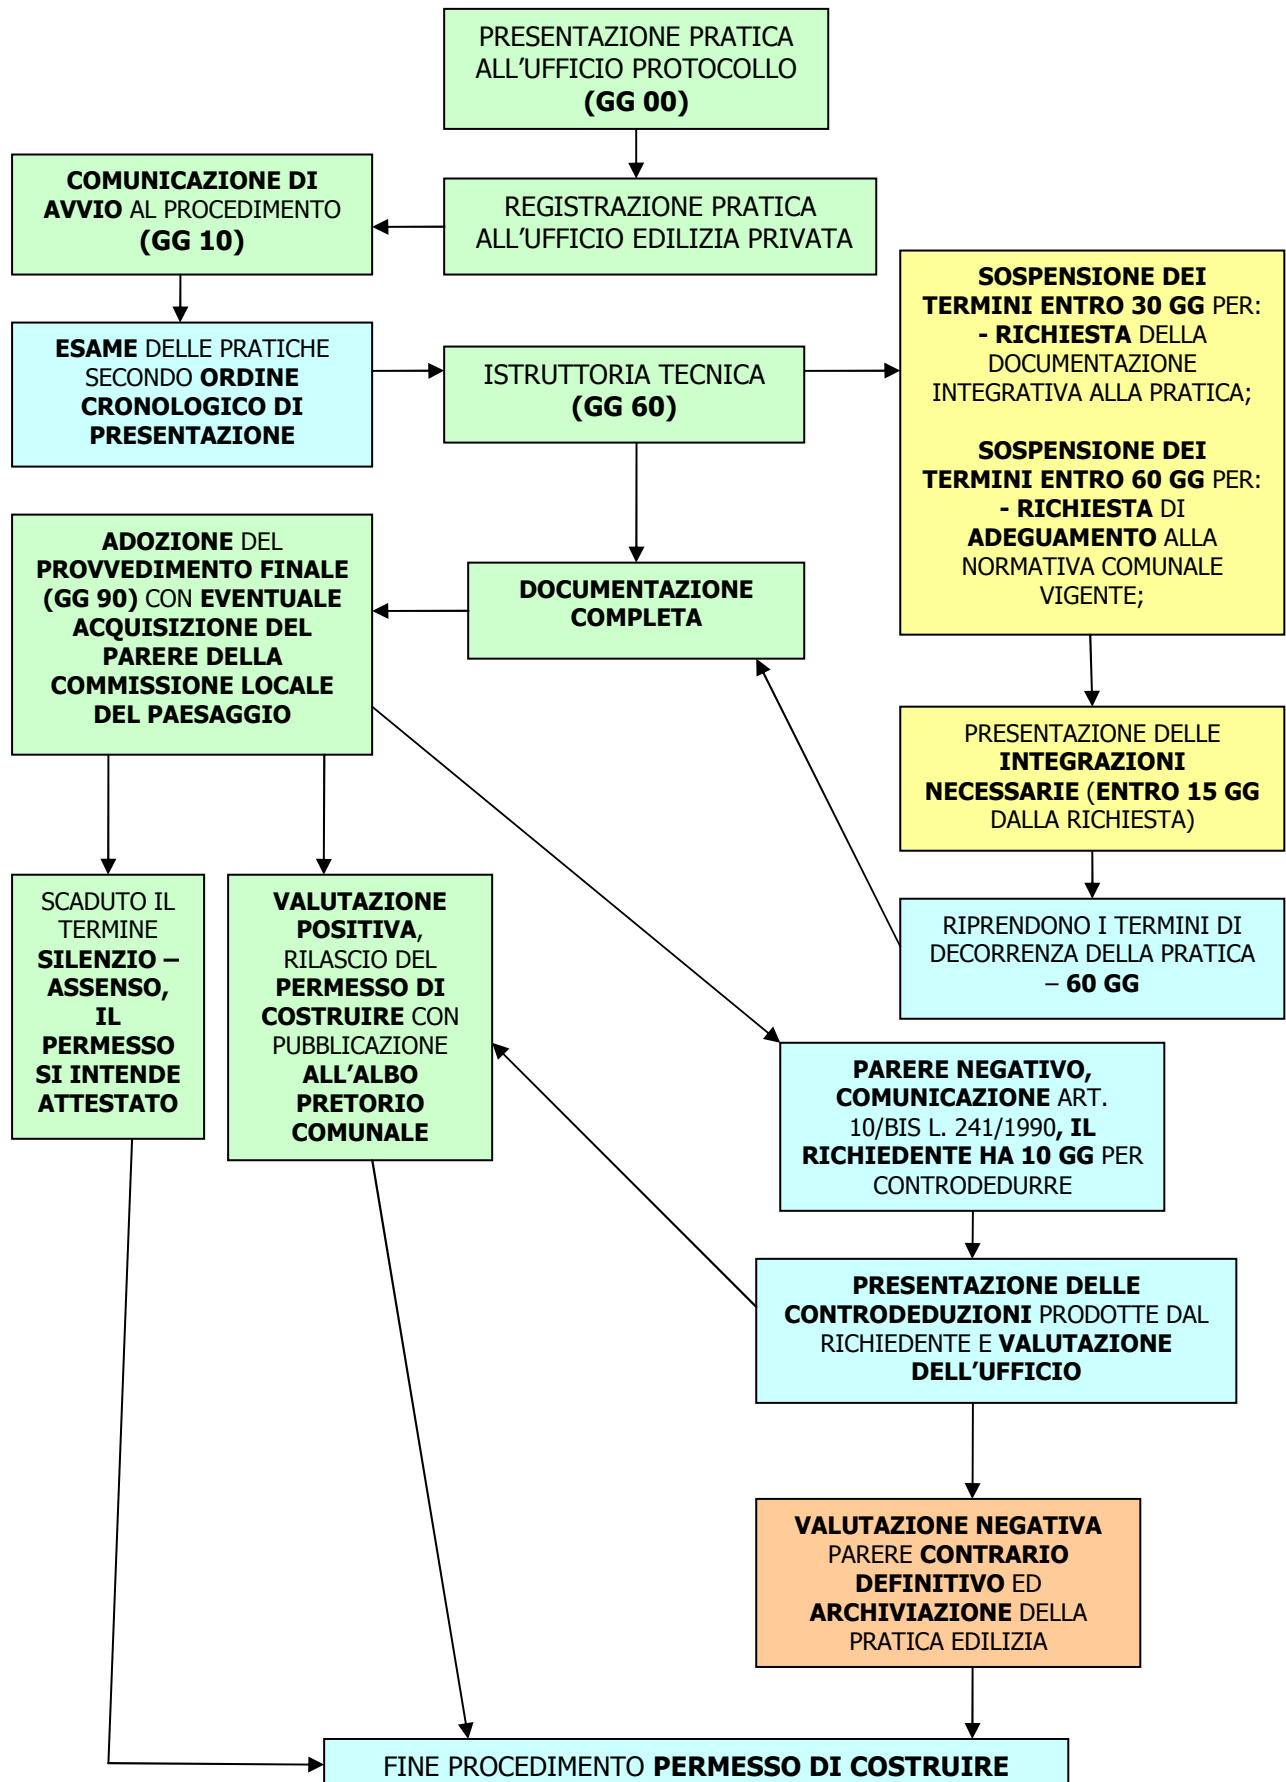 PRESENTAZIONE PRATICA
ALL’UFFICIO PROTOCOLLO
(GG 00)
REGISTRAZIONE PRATICA
ALL’UFFICIO EDILIZIA PRIVATA
COMUNICAZIONE DI
AVVIO AL PROCEDIMENTO
(GG 10)
ESAME DELLE PRATICHE
SECONDO ORDINE
CRONOLOGICO DI
PRESENTAZIONE
ISTRUTTORIA TECNICA
(GG 60)
SOSPENSIONE DEI
TERMINI ENTRO 30 GG PER:
- RICHIESTA DELLA
DOCUMENTAZIONE
INTEGRATIVA ALLA PRATICA;
SOSPENSIONE DEI
TERMINI ENTRO 60 GG PER:
- RICHIESTA DI
ADEGUAMENTO ALLA
NORMATIVA COMUNALE
VIGENTE;
ADOZIONE DEL
PROVVEDIMENTO FINALE
(GG 90) CON EVENTUALE
ACQUISIZIONE DEL
PARERE DELLA
COMMISSIONE LOCALE
DEL PAESAGGIO
DOCUMENTAZIONE
COMPLETA
PRESENTAZIONE DELLE
INTEGRAZIONI
NECESSARIE (ENTRO 15 GG
DALLA RICHIESTA)
RIPRENDONO I TERMINI DI
DECORRENZA DELLA PRATICA
– 60 GG
SCADUTO IL
TERMINE
SILENZIO –
ASSENSO,
IL
PERMESSO
SI INTENDE
ATTESTATO
VALUTAZIONE
POSITIVA,
RILASCIO DEL
PERMESSO DI
COSTRUIRE CON
PUBBLICAZIONE
ALL’ALBO
PRETORIO
COMUNALE
PARERE NEGATIVO,
COMUNICAZIONE ART.
10/BIS L. 241/1990, IL
RICHIEDENTE HA 10 GG PER
CONTRODEDURRE
PRESENTAZIONE DELLE
CONTRODEDUZIONI PRODOTTE DAL
RICHIEDENTE E VALUTAZIONE
DELL’UFFICIO
VALUTAZIONE NEGATIVA
PARERE CONTRARIO
DEFINITIVO ED
ARCHIVIAZIONE DELLA
PRATICA EDILIZIA
FINE PROCEDIMENTO PERMESSO DI COSTRUIRE